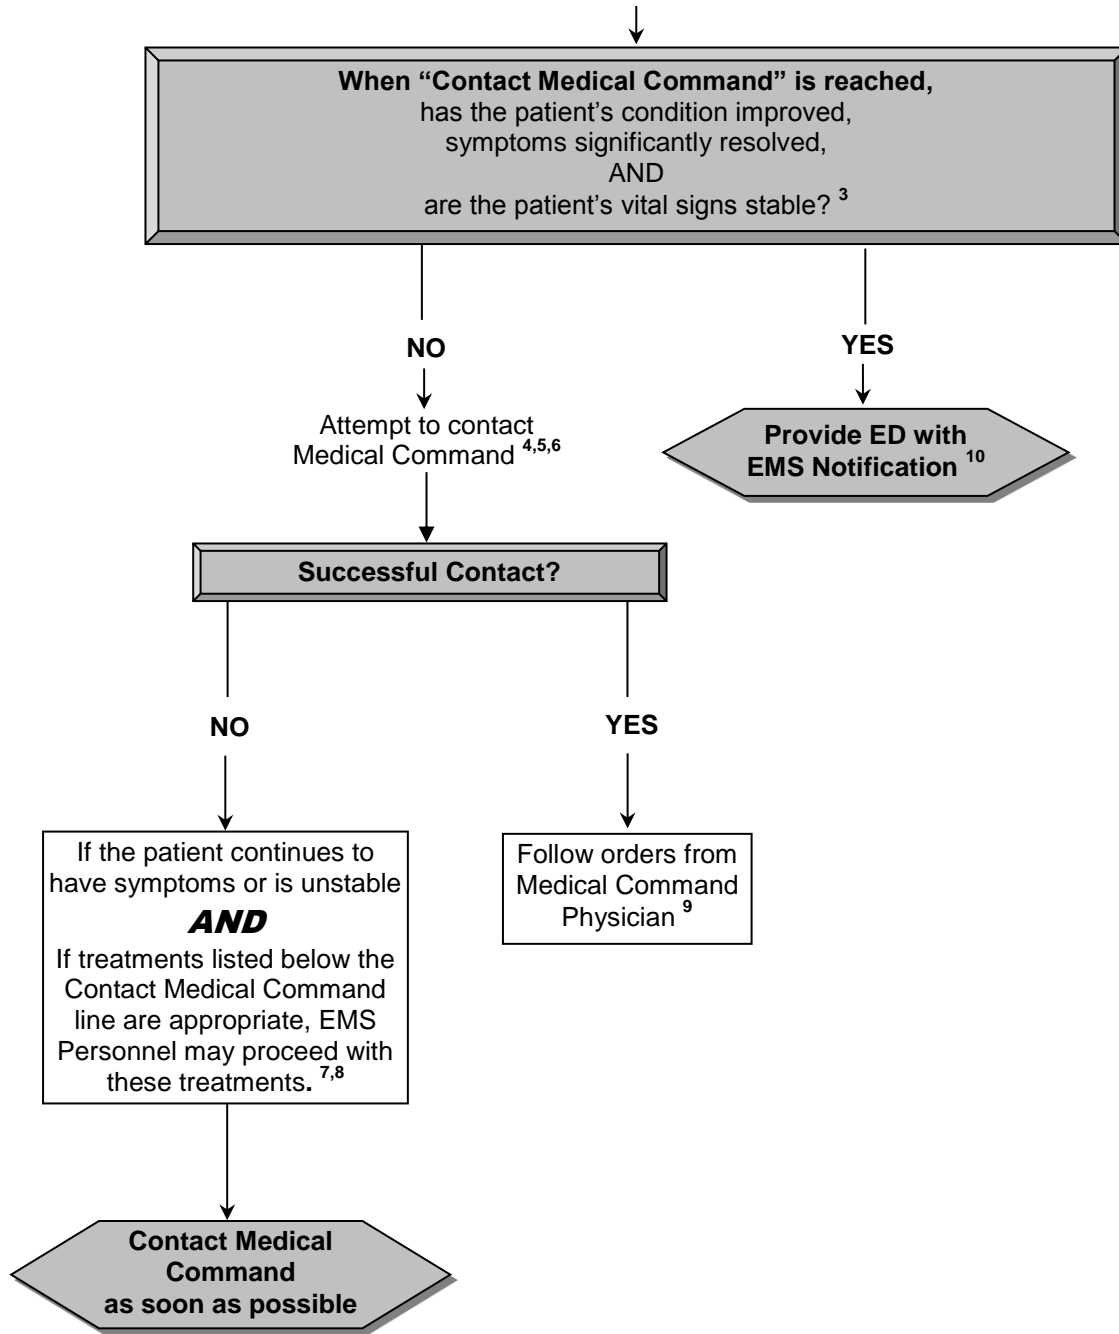 When “Contact Medical Command” is reached,
has the patient’s condition improved,
symptoms significantly resolved,
AND
are the patient’s vital signs stable? 3
NO
YES
Attempt to contact
Medical Command 4,5,6
Provide ED with
EMS Notification 10
Successful Contact?
NO
YES
If the patient continues to
have symptoms or is unstable
AND
If treatments listed below the
Contact Medical Command
line are appropriate, EMS
Personnel may proceed with
these treatments. 7,8
Follow orders from
Medical Command
Physician 9
Contact Medical
Command
as soon as possible